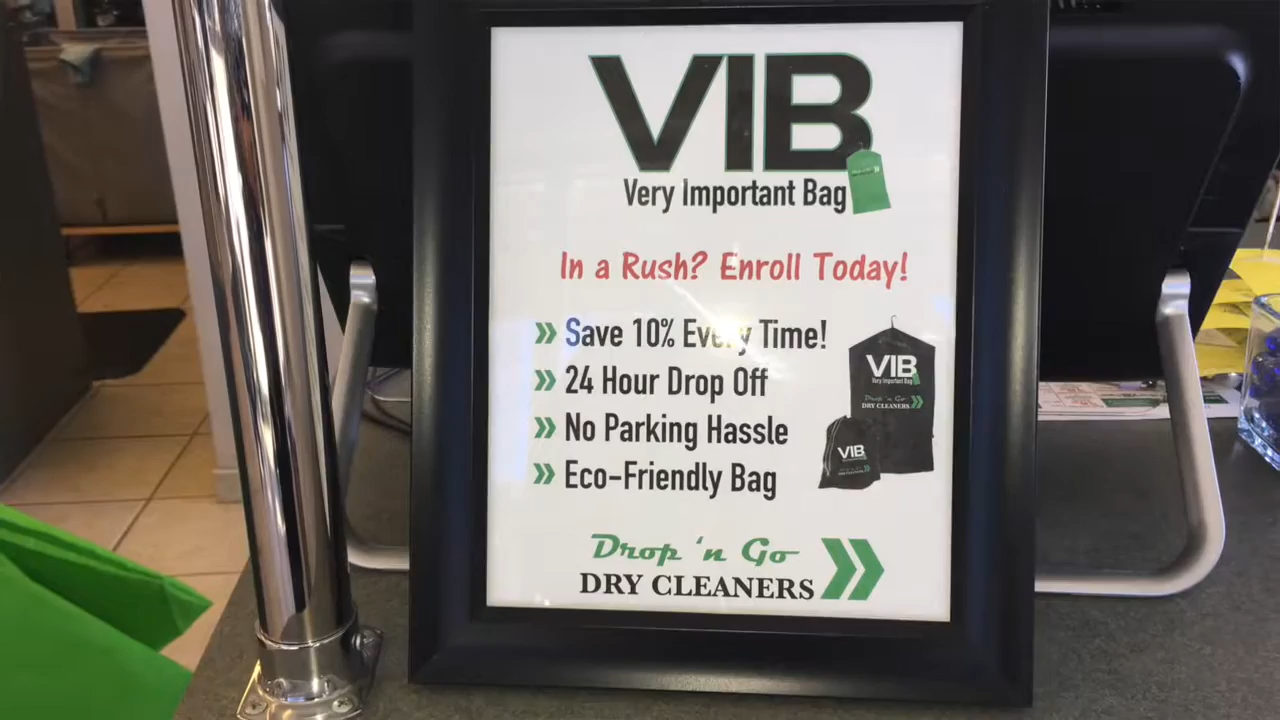 VIB
Very Important Bag
In a Rush? Enroll Today!
» Save 10% Every Time!
» 24 Hour Drop Off
» No Parking Hassle
» Eco-Friendly Bag
VIB
Very Important Bag
Drop 'n Go
DRY CLEANERS »
VIB
Drop 'n Go
DRY CLEANERS »